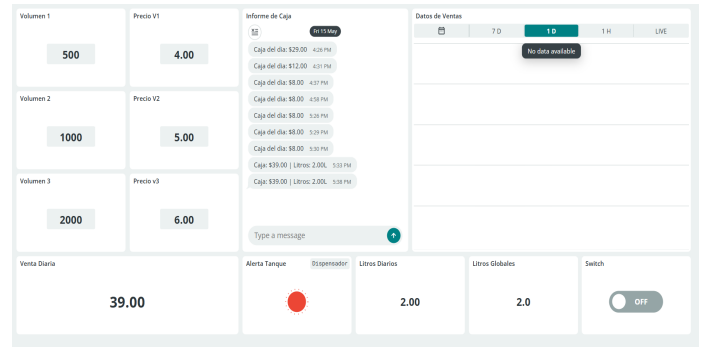 Volumen 1
500
Precio V1
4.00
Volumen 2
1000
Precio V2
5.00
Volumen 3
2000
Precio v3
6.00
Informe de Caja
Fri 15 May
Caja del dia: $29.00 4:26 PM
Caja del dia: $12.00 4:31 PM
Caja del dia: $8.00 4:37 PM
Caja del dia: $8.00 4:58 PM
Caja del dia: $8.00 5:26 PM
Caja del dia: $8.00 5:29 PM
Caja del dia: $8.00 5:30 PM
Caja: $39.00 | Litros: 2.00L 5:33 PM
Caja: $39.00 | Litros: 2.00L 5:38 PM
Type a message
Datos de Ventas
7 D 1 D 1 H LIVE
No data available
Venta Diaria
39.00
Alerta Tanque Dispensador
Litros Diarios
2.00
Litros Globales
2.0
Switch
OFF